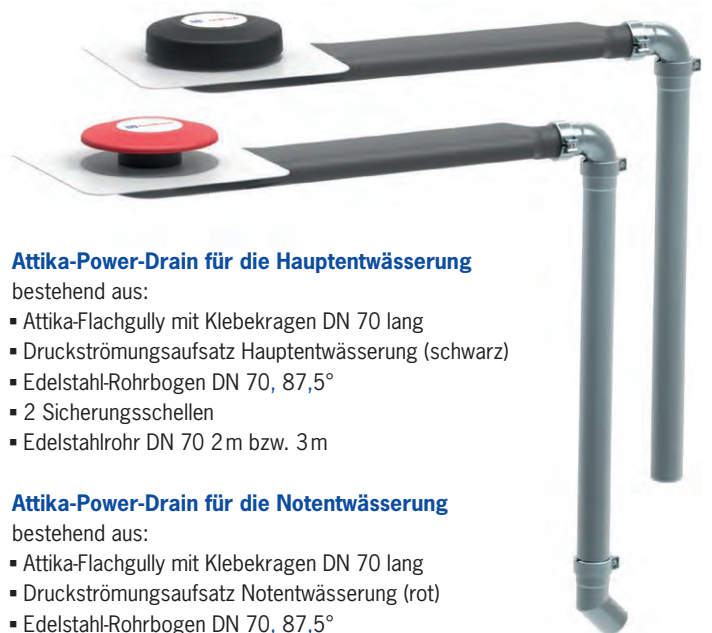 Attika-Power-Drain für die Hauptentwässerung
bestehend aus:
▪ Attika-Flachgully mit Klebekragen DN 70 lang
▪ Druckströmungsaufsatz Hauptentwässerung (schwarz)
▪ Edelstahl-Rohrbogen DN 70, 87,5°
▪ 2 Sicherungsschellen
▪ Edelstahlrohr DN 70 2 m bzw. 3 m
Attika-Power-Drain für die Notentwässerung
bestehend aus:
▪ Attika-Flachgully mit Klebekragen DN 70 lang
▪ Druckströmungsaufsatz Notentwässerung (rot)
▪ Edelstahl-Rohrbogen DN 70, 87,5°